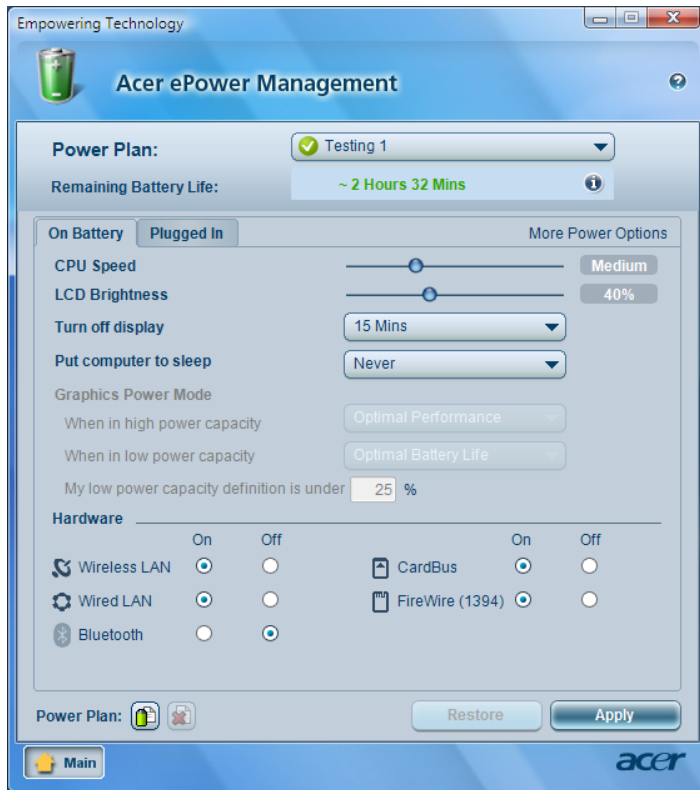 Empowering Technology
Acer ePower Management
Power Plan:
Testing 1
Remaining Battery Life:
~ 2 Hours 32 Mins
On Battery
Plugged In
More Power Options
CPU Speed
Medium
LCD Brightness
40%
Turn off display
15 Mins
Put computer to sleep
Never
Graphics Power Mode
When in high power capacity
Optimal Performance
When in low power capacity
Optimal Battery Life
My low power capacity definition is under 25 %
Hardware
On Off On Off
Wireless LAN
CardBus
Wired LAN
FireWire (1394)
Bluetooth
Power Plan:
Restore
Apply
Main
acer